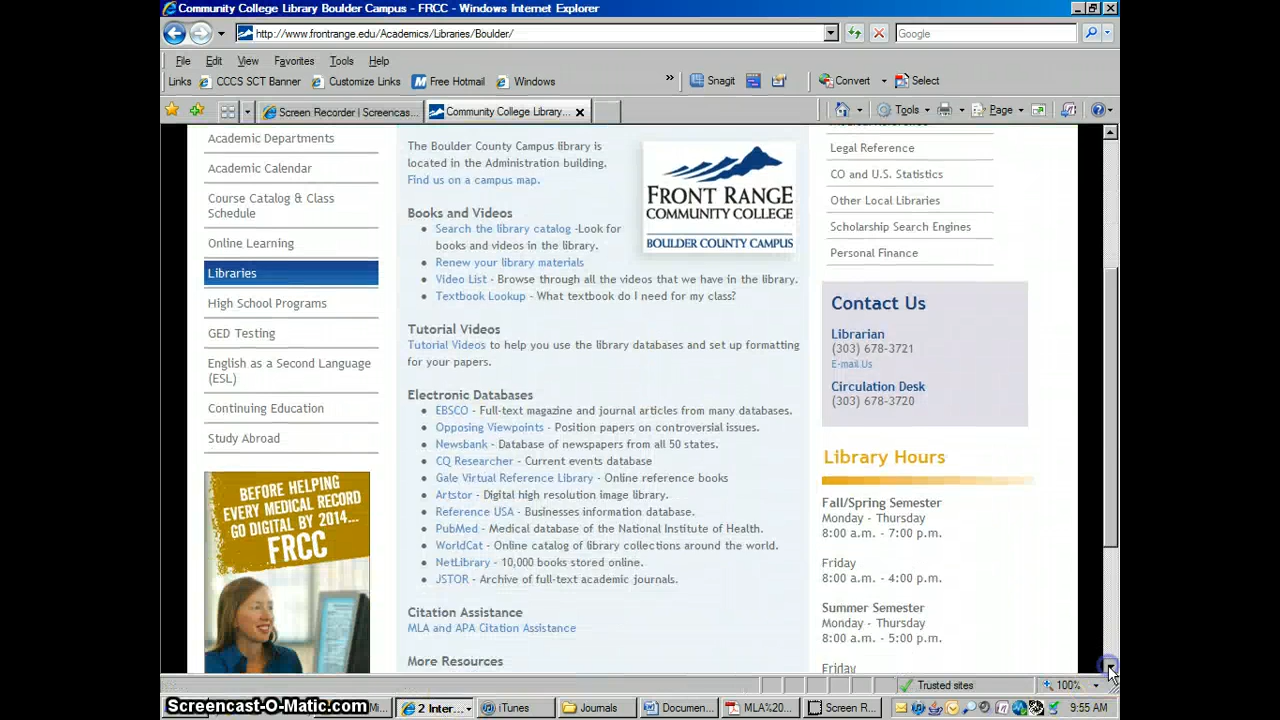 Community College Library Boulder Campus - FRCC - Windows Internet Explorer
http://www.frontrange.edu/Academics/Libraries/Boulder/
Google
File Edit View Favorites Tools Help
Links CCCS SCT Banner Customize Links Free Hotmail Windows » Snagit Convert Select
Screen Recorder | Screencas... Community College Library... Tools Page
Academic Departments
Academic Calendar
Course Catalog & Class
Schedule
Online Learning
Libraries
High School Programs
GED Testing
English as a Second Language
(ESL)
Continuing Education
Study Abroad
BEFORE HELPING
EVERY MEDICAL RECORD
GO DIGITAL BY 2014...
FRCC
The Boulder County Campus library is
located in the Administration building.
Find us on a campus map.
FRONT RANGE
COMMUNITY COLLEGE
BOULDER COUNTY CAMPUS
Books and Videos
Search the library catalog -Look for
books and videos in the library.
Renew your library materials
Video List - Browse through all the videos that we have in the library.
Textbook Lookup - What textbook do I need for my class?
Tutorial Videos
Tutorial Videos to help you use the library databases and set up formatting
for your papers.
Electronic Databases
EBSCO - Full-text magazine and journal articles from many databases.
Opposing Viewpoints - Position papers on controversial issues.
Newsbank - Database of newspapers from all 50 states.
CQ Researcher - Current events database
Gale Virtual Reference Library - Online reference books
Artstor - Digital high resolution image library.
Reference USA - Businesses information database.
PubMed - Medical database of the National Institute of Health.
WorldCat - Online catalog of library collections around the world.
NetLibrary - 10,000 books stored online.
JSTOR - Archive of full-text academic journals.
Citation Assistance
MLA and APA Citation Assistance
More Resources
Legal Reference
CO and U.S. Statistics
Other Local Libraries
Scholarship Search Engines
Personal Finance
Contact Us
Librarian
(303) 678-3721
E-mail Us
Circulation Desk
(303) 678-3720
Library Hours
Fall/Spring Semester
Monday - Thursday
8:00 a.m. - 7:00 p.m.
Friday
8:00 a.m. - 4:00 p.m.
Summer Semester
Monday - Thursday
8:00 a.m. - 5:00 p.m.
Friday
Trusted sites 100%
Screencast-O-Matic.com Mi... 2 Inter... iTunes Journals Documen... MLA%20... Screen R... 9:55 AM